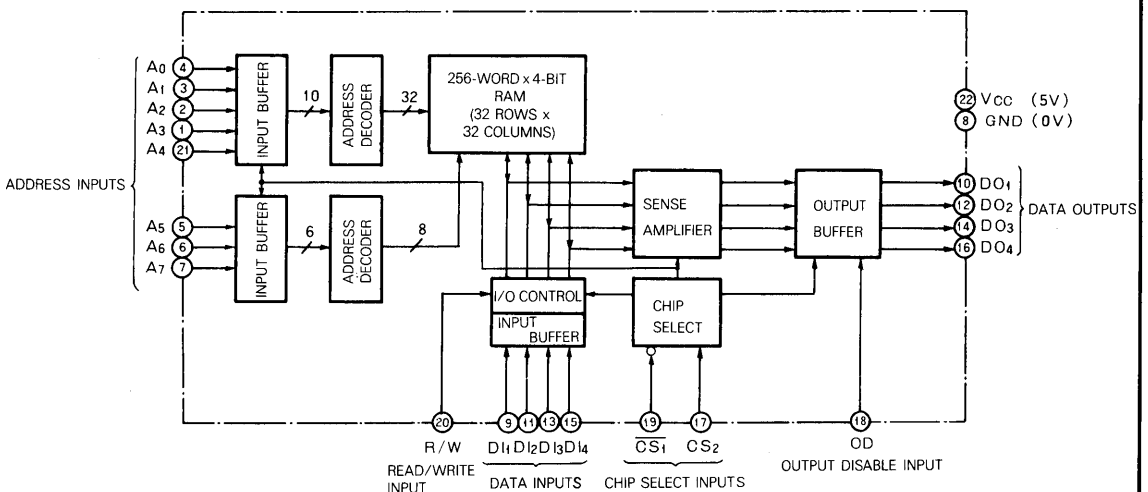 ADDRESS INPUTS
A0 4
A1 3
A2 2
A3 1
A4 21
A5 5
A6 6
A7 7
INPUT BUFFER
10
ADDRESS
DECODER
32
INPUT BUFFER
6
ADDRESS
DECODER
8
256-WORD x 4-BIT
RAM
(32 ROWS x
32 COLUMNS)
SENSE
AMPLIFIER
OUTPUT
BUFFER
I/O CONTROL
INPUT
BUFFER
CHIP
SELECT
22 VCC (5V)
8 GND (0V)
10 DO1
12 DO2
14 DO3
16 DO4
DATA OUTPUTS
20 9 11 13 15 19 17 18
R/W DI1 DI2 DI3 DI4 C̅S̅1̅ CS2 OD
READ/WRITE
INPUT
DATA INPUTS
CHIP SELECT INPUTS
OUTPUT DISABLE INPUT